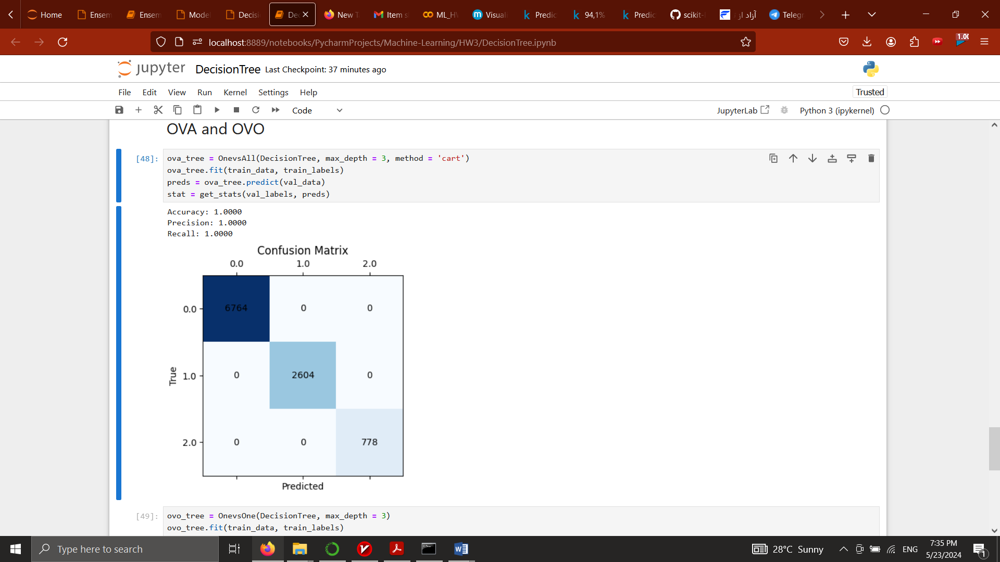 Home Ensem Ensem Mode Decisi De New T Item s ML_H Visual Predic 94,1% Predic scikit- آزاد از Telegr
localhost:8889/notebooks/PycharmProjects/Machine-Learning/HW3/DecisionTree.ipynb
1.00
jupyter DecisionTree Last Checkpoint: 37 minutes ago
File Edit View Run Kernel Settings Help Trusted
Code JupyterLab Python 3 (ipykernel)
OVA and OVO
[48]: ova_tree = OnevsAll(DecisionTree, max_depth = 3, method = 'cart')
ova_tree.fit(train_data, train_labels)
preds = ova_tree.predict(val_data)
stat = get_stats(val_labels, preds)
Accuracy: 1.0000
Precision: 1.0000
Recall: 1.0000
Confusion Matrix
0.0 1.0 2.0
0.0 6764 0 0
True
1.0 0 2604 0
2.0 0 0 778
Predicted
[49]: ovo_tree = OnevsOne(DecisionTree, max_depth = 3)
ovo_tree.fit(train_data, train_labels)
Type here to search 28°C Sunny ENG 7:35 PM
5/23/2024 1